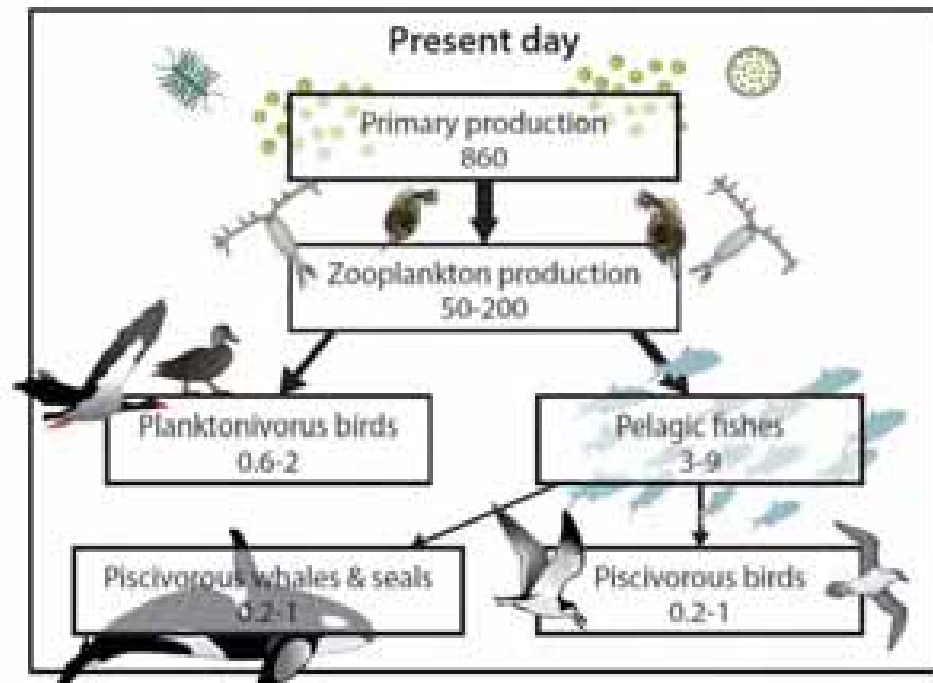 Present day
Primary production
860
Zooplankton production
50-200
Planktonivorus birds
0.6-2
Pelagic fishes
3-9
Piscivorous whales & seals
0.2-1
Piscivorous birds
0.2-1